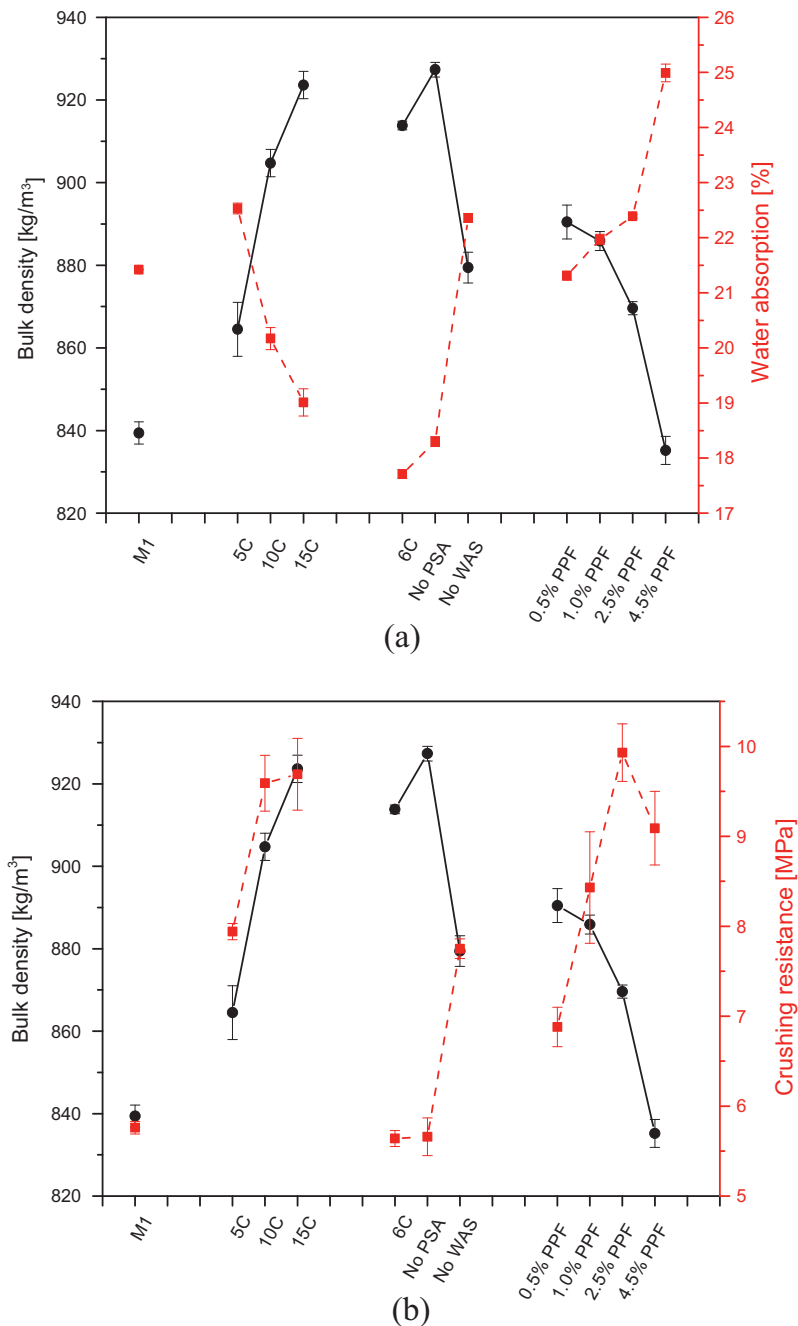 940
920
900
880
860
840
820
Bulk density [kg/m³]
26
25
24
23
22
21
20
19
18
17
Water absorption [%]
M1
5C
10C
15C
6C
No PSA
No WAS
0.5% PPF
1.0% PPF
2.5% PPF
4.5% PPF
(a)
940
920
900
880
860
840
820
Bulk density [kg/m³]
10
9
8
7
6
5
Crushing resistance [MPa]
M1
5C
10C
15C
6C
No PSA
No WAS
0.5% PPF
1.0% PPF
2.5% PPF
4.5% PPF
(b)